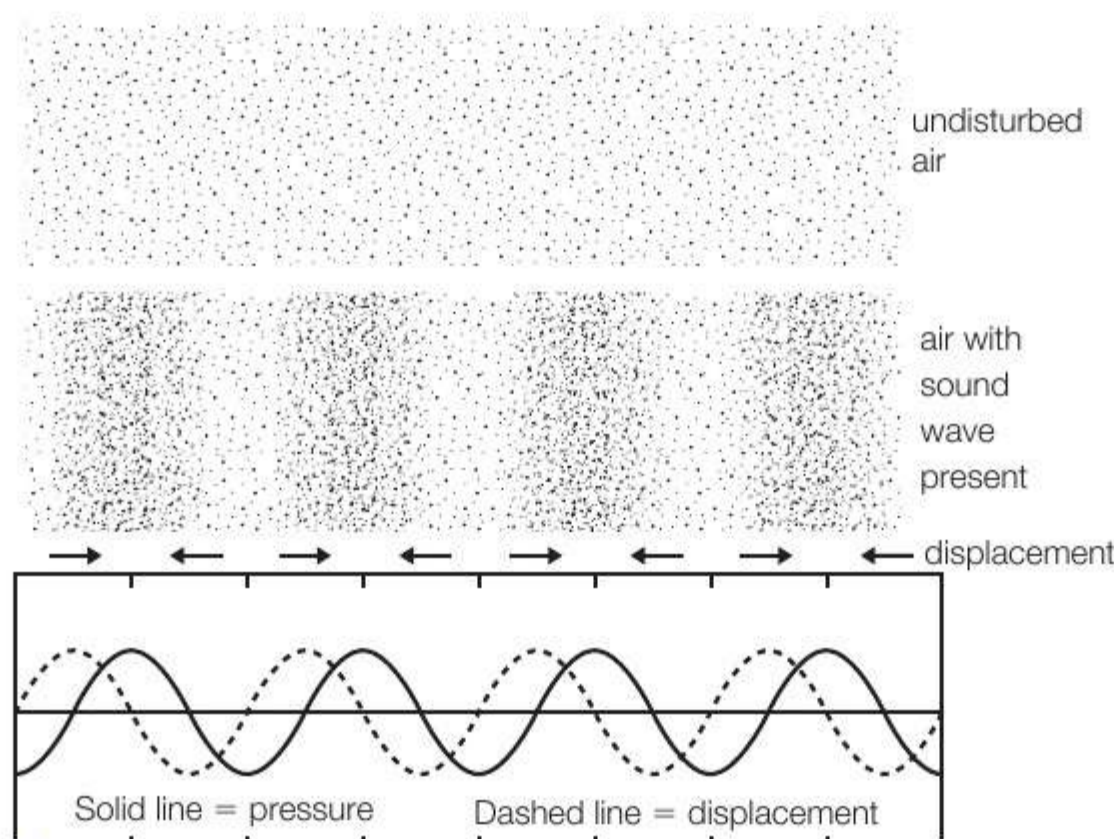 undisturbed
air
air with
sound
wave
present
displacement
Solid line = pressure
Dashed line = displacement